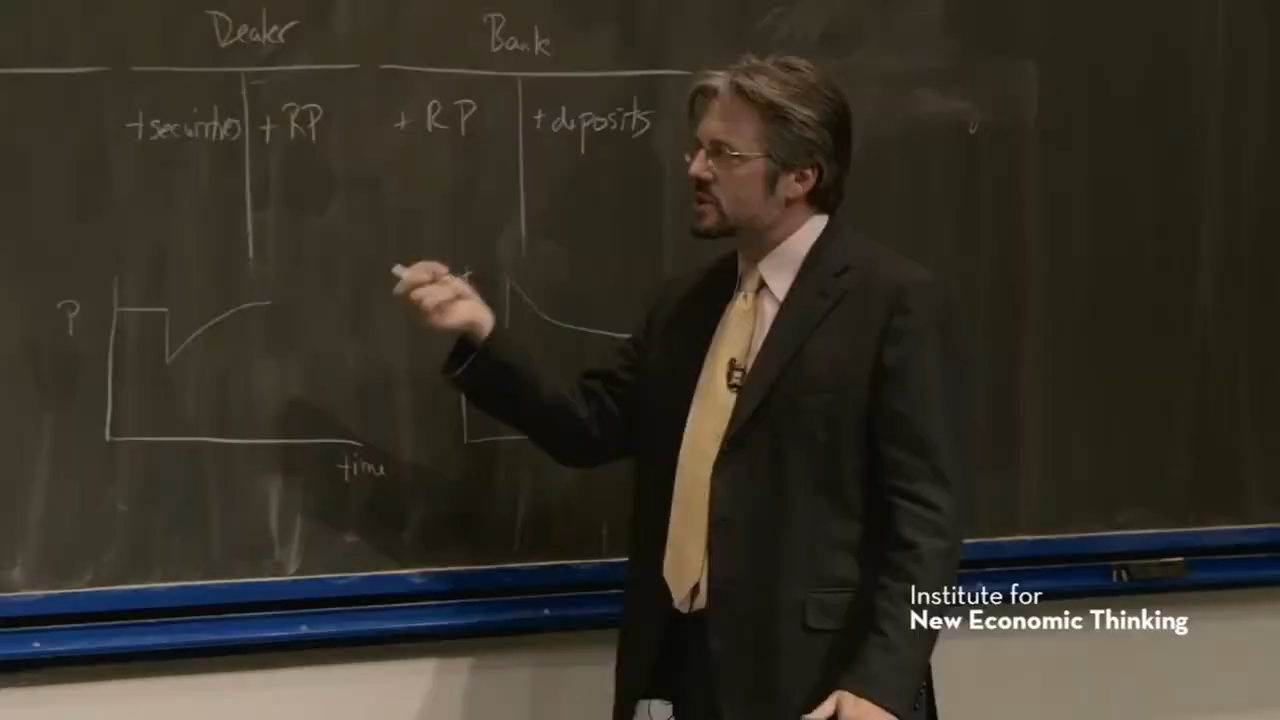 Dealer
Bank
+securities
+ RP
+ RP
+deposits
P
time
Institute for
New Economic Thinking